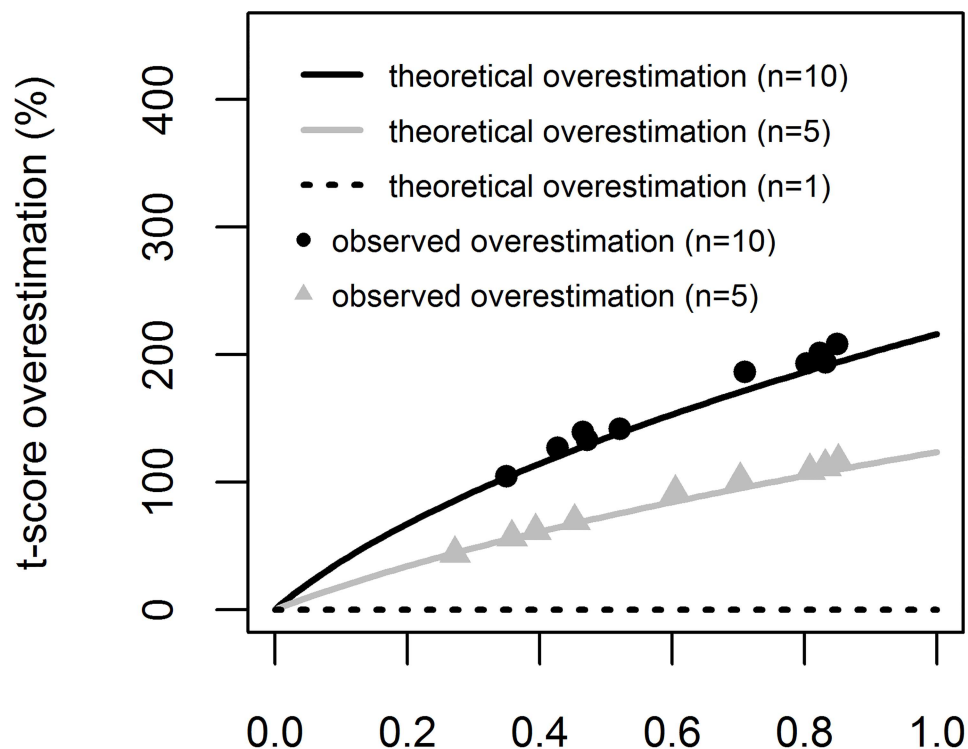 t-score overestimation (%)
400
300
200
100
0
theoretical overestimation (n=10)
theoretical overestimation (n=5)
theoretical overestimation (n=1)
observed overestimation (n=10)
observed overestimation (n=5)
0.0 0.2 0.4 0.6 0.8 1.0